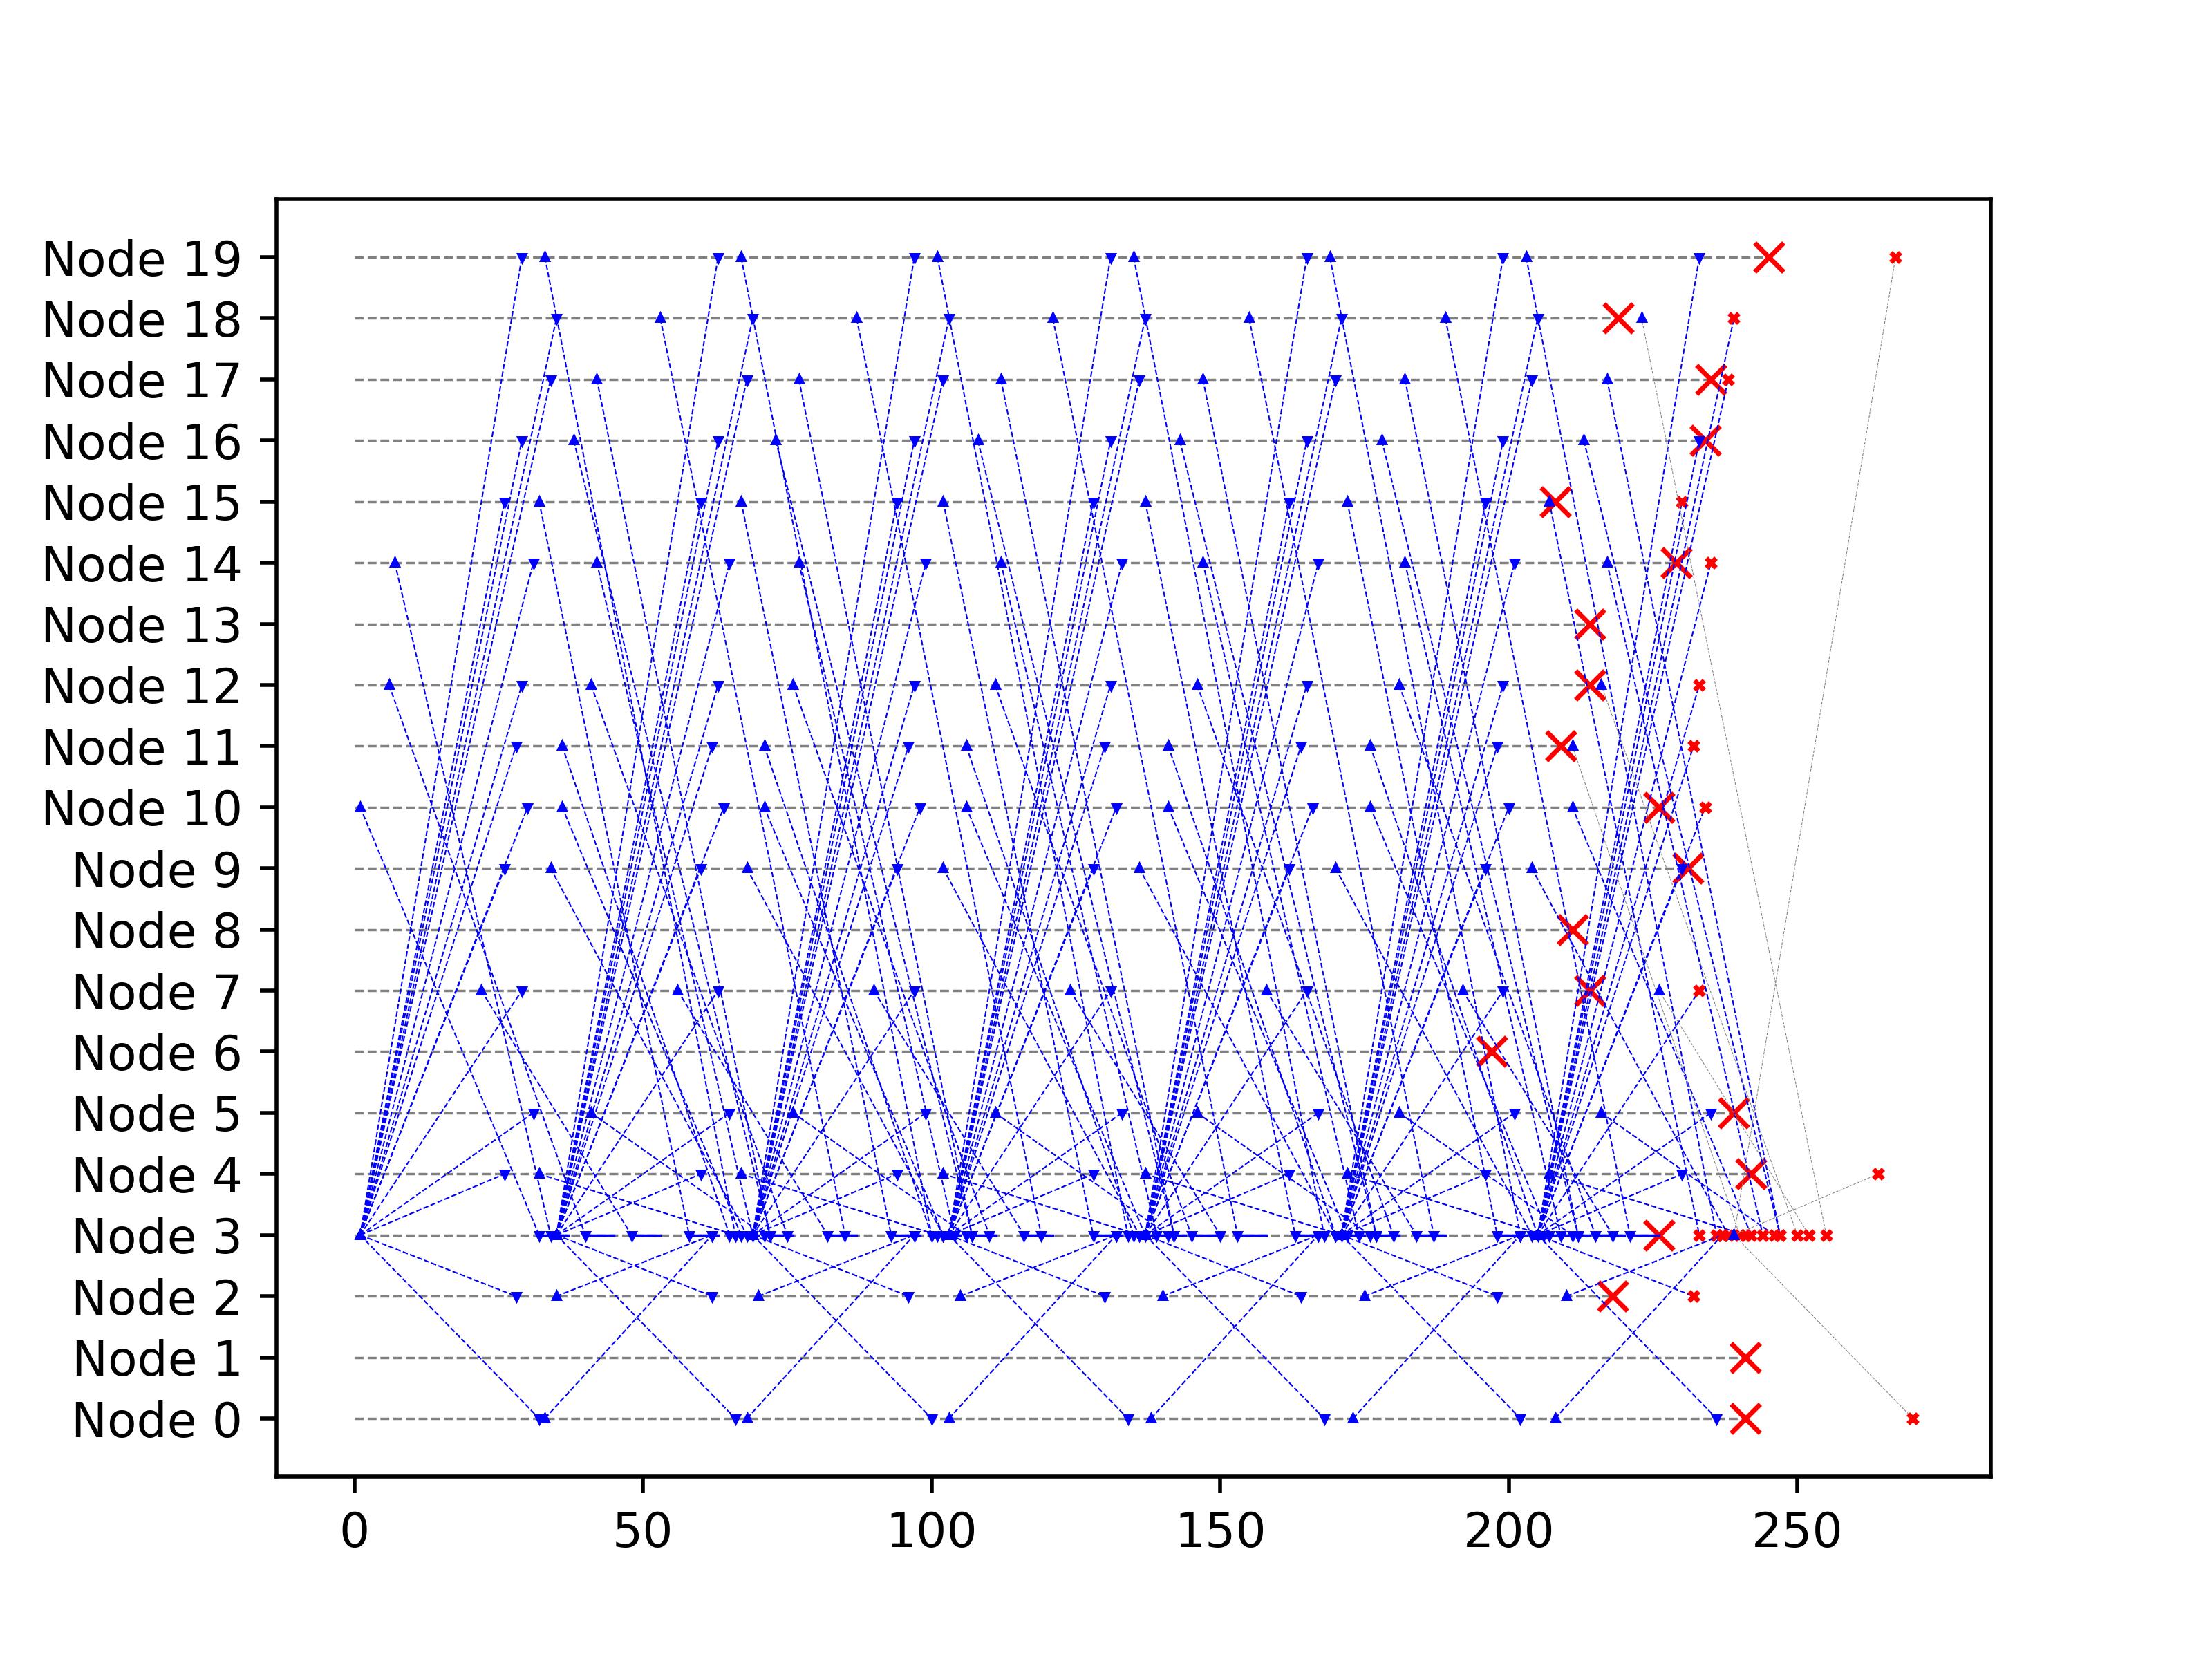 Node 19
Node 18
Node 17
Node 16
Node 15
Node 14
Node 13
Node 12
Node 11
Node 10
Node 9
Node 8
Node 7
Node 6
Node 5
Node 4
Node 3
Node 2
Node 1
Node 0
0 50 100 150 200 250